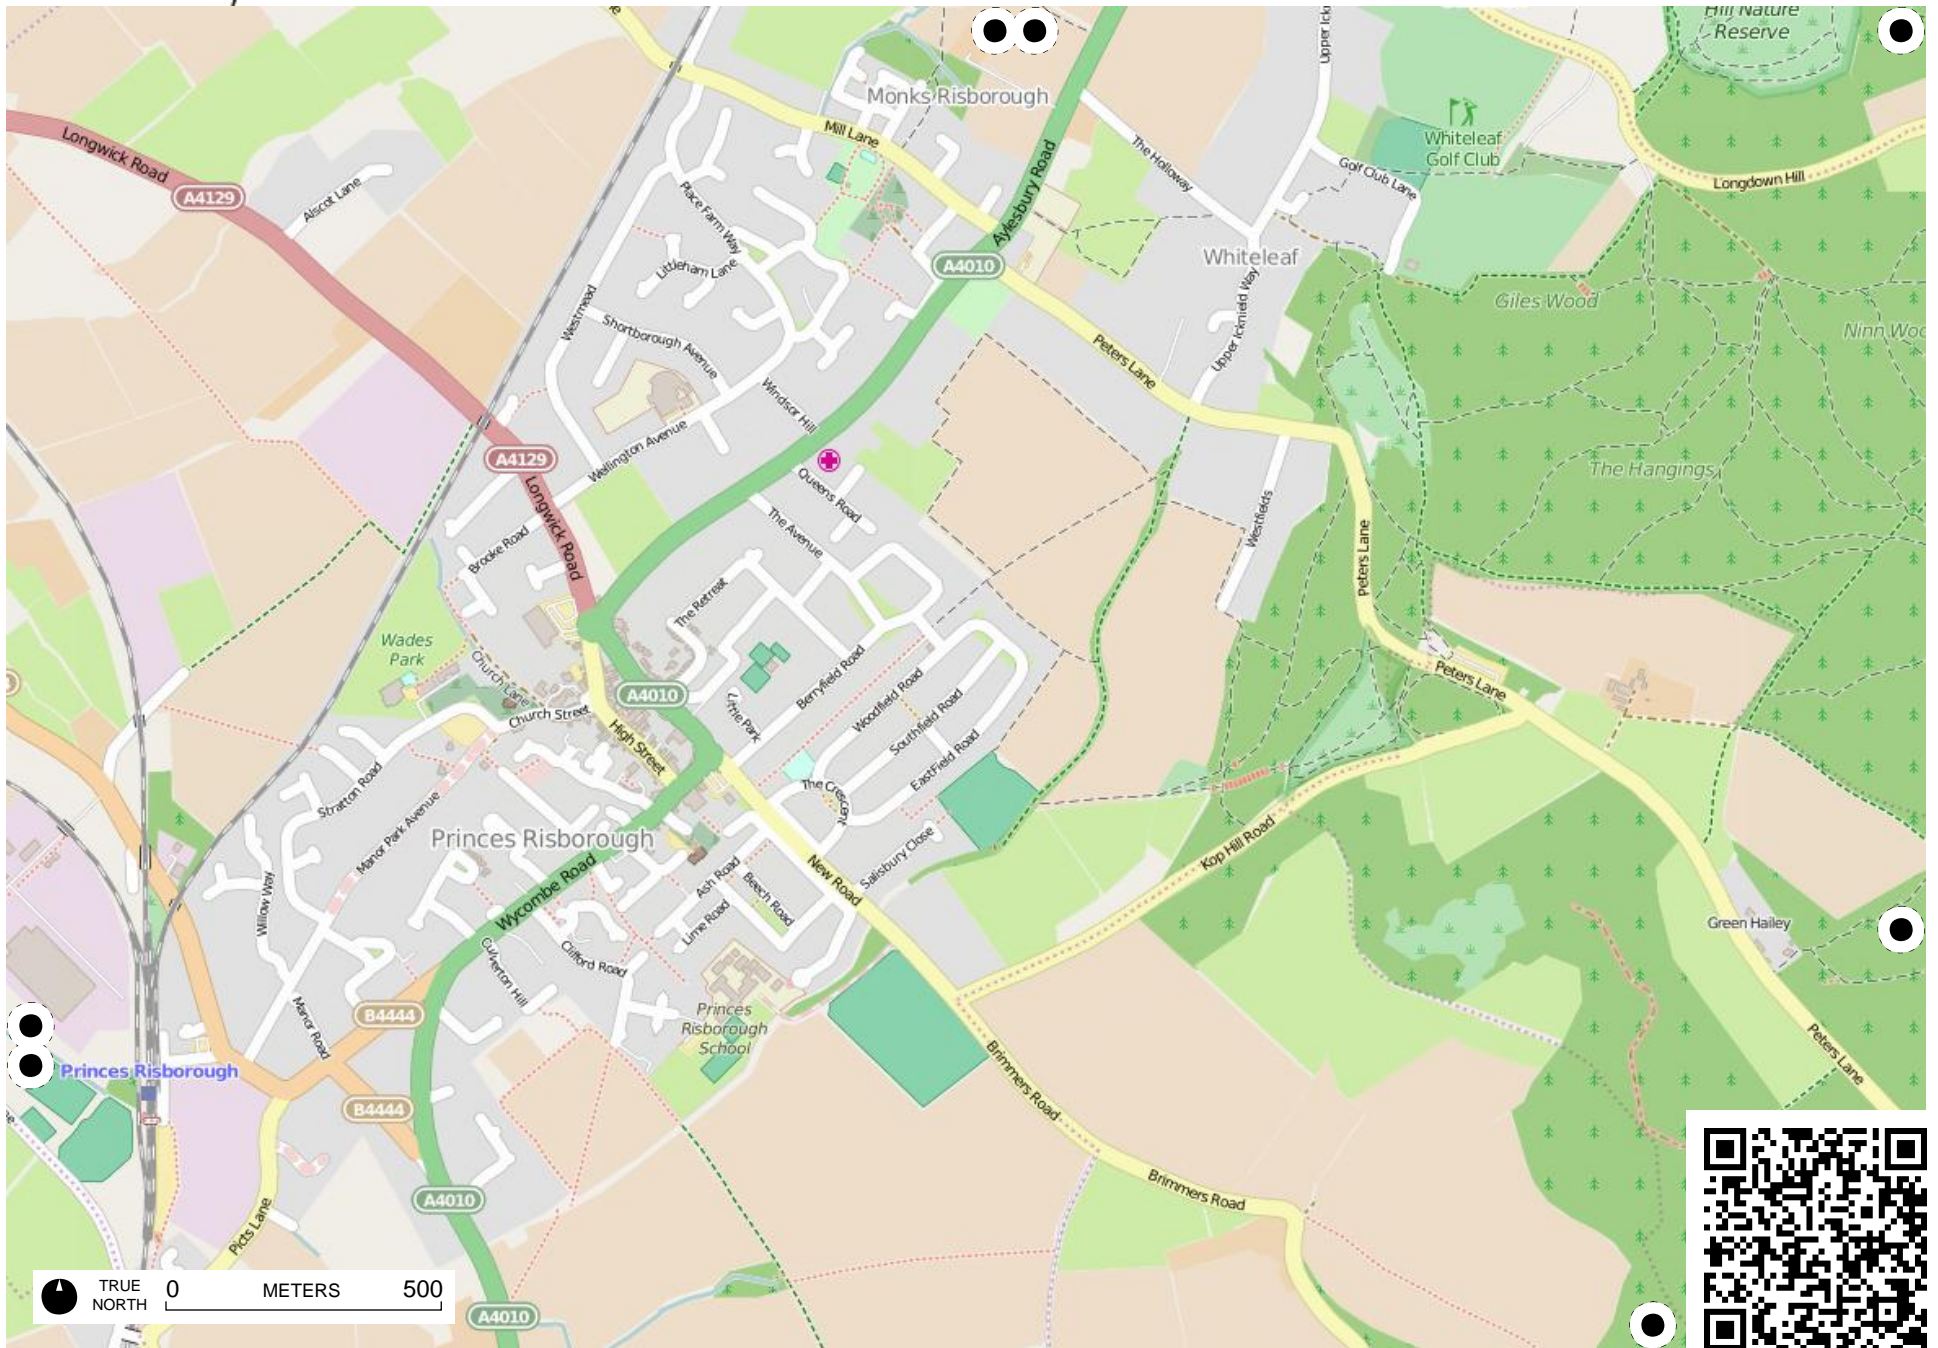 Hill Nature
Reserve
Upper Ickn
Monks Risborough
Mill Lane
Whiteleaf
Golf Club
Longwick Road
A4129
Alscot Lane
Aylesbury Road
The Holloway
Golf Club Lane
Longdown Hill
Place Farm Way
Littleham Lane
A4010
Whiteleaf
Giles Wood
Ninn Woo
Westmead
Shortborough Avenue
Upper Icknield Way
Peters Lane
Windsor Hill
Wellington Avenue
A4129
Longwick Road
Queens Road
The Hangings
The Avenue
Brooke Road
Westfields
Peters Lane
The Retreat
Wades
Park
Church Lane
Church Street
A4010
High Street
Little Park
Berryfield Road
Woodfield Road
Southfield Road
EastField Road
Peters Lane
Stratton Road
Manor Park Avenue
The Crescent
Princes Risborough
Kop Hill Road
Salisbury Close
Wycombe Road
New Road
Ash Road
Beech Road
Lime Road
Willow Way
Culverton Hill
Clifford Road
Green Hailey
Manor Road
B4444
Princes
Risborough
School
Peters Lane
Princes Risborough
Brimmers Road
B4444
Brimmers Road
A4010
Picts Lane
TRUE
NORTH
0 METERS 500
A4010